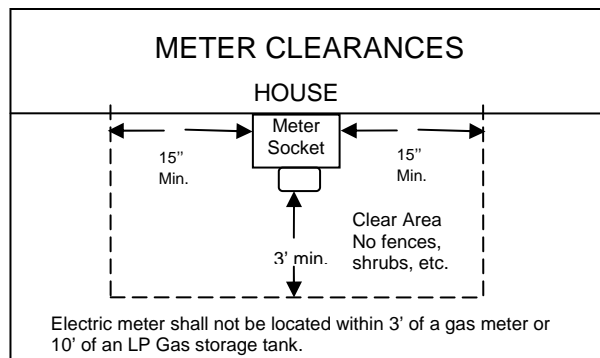 METER CLEARANCES
HOUSE
Meter
Socket
15”
Min.
15”
Min.
3’ min.
Clear Area
No fences,
shrubs, etc.
Electric meter shall not be located within 3’ of a gas meter or
10’ of an LP Gas storage tank.